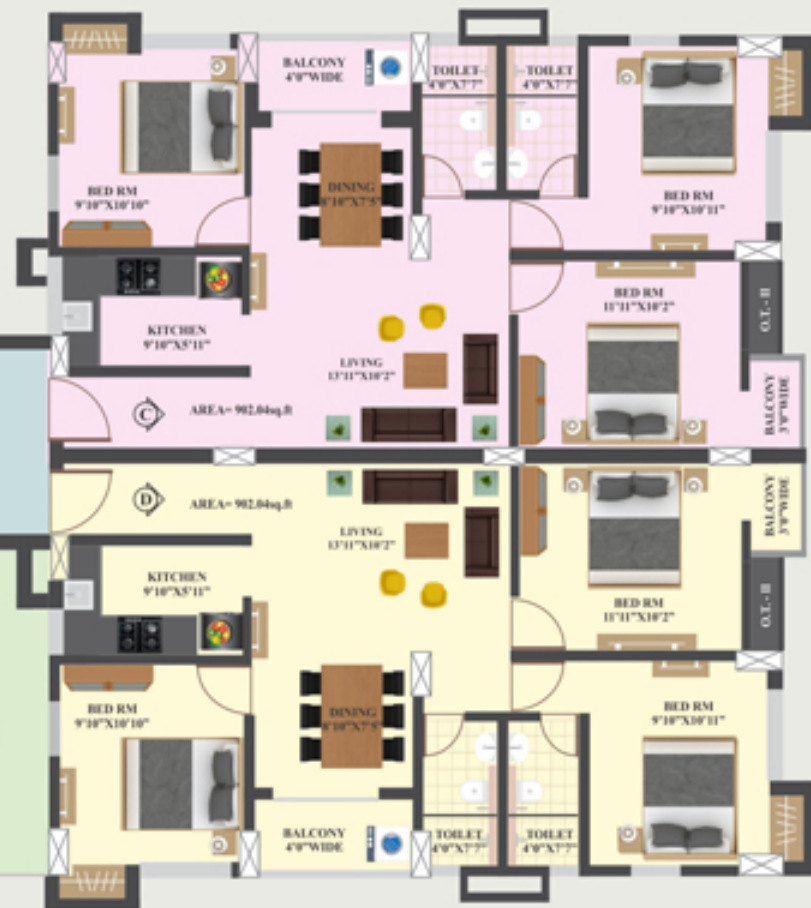 BALCONY
4'0"WIDE
TOILET
4'0"X7'7"
TOILET
4'0"X7'7"
BED RM
9'10"X10'10"
DINING
8'10"X7'5"
BED RM
9'10"X10'11"
BED RM
11'11"X10'2"
O.T.- II
KITCHEN
9'10"X5'11"
LIVING
13'11"X10'2"
BALCONY
3'0"WIDE
C
AREA= 902.04sq.ft
D
AREA= 902.04sq.ft
BALCONY
3'0"WIDE
LIVING
13'11"X10'2"
KITCHEN
9'10"X5'11"
BED RM
11'11"X10'2"
O.T.- II
BED RM
9'10"X10'10"
DINING
8'10"X7'5"
BED RM
9'10"X10'11"
BALCONY
4'0"WIDE
TOILET
4'0"X7'7"
TOILET
4'0"X7'7"